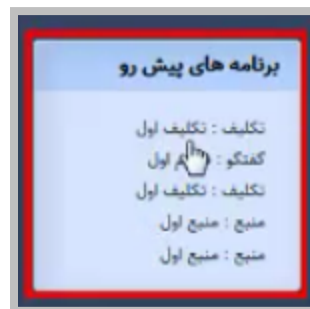 برنامه های پیش رو
تکلیف : تکلیف اول
گفتگو : اول
تکلیف : تکلیف اول
منبع : منبع اول
منبع : منبع اول